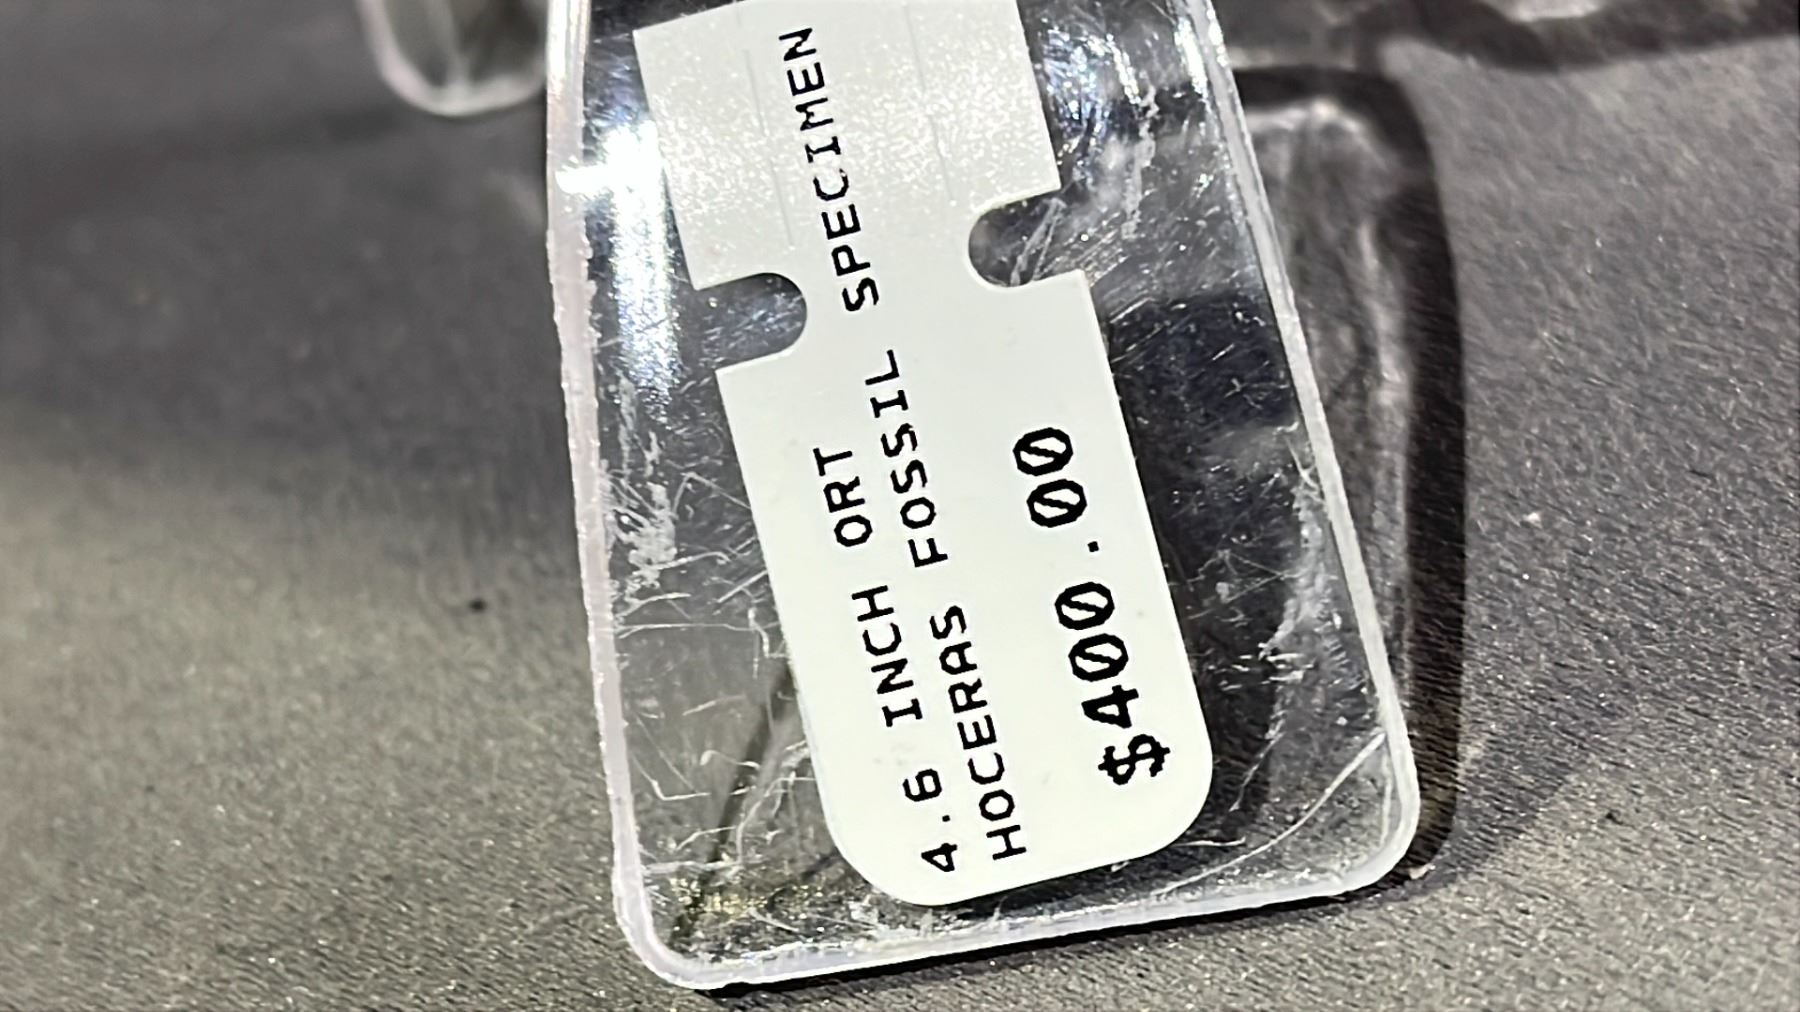 4.6 INCH ORT
HOCERAS FOSSIL SPECIMEN
$400.00